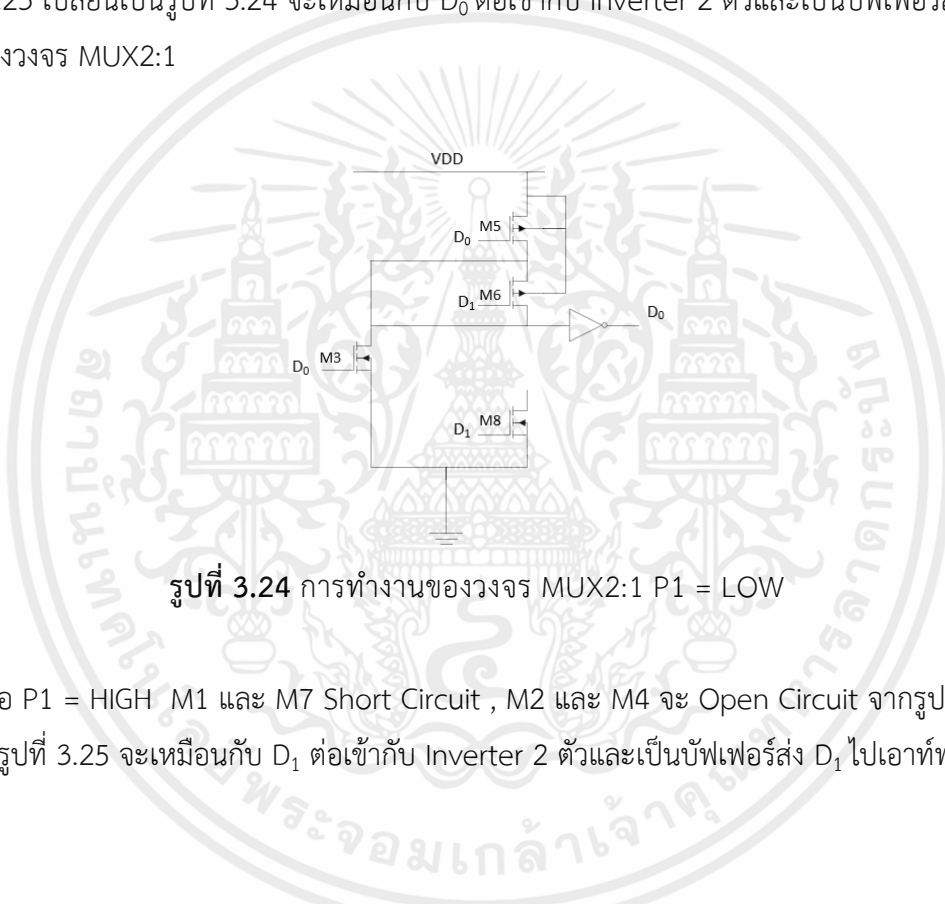 .25 เปลี่ยนเป็นรูปที่ 3.24 จะเหมือนกับ D₀ ต่อเข้ากับ Inverter 2 ตัวและเป็นบัฟเฟอร์
งวงจร MUX2:1
VDD
M5
D₀
M6
D₁
D₀
M3
D₀
M8
D₁
รูปที่ 3.24 การทำงานของวงจร MUX2:1 P1 = LOW
อ P1 = HIGH M1 และ M7 Short Circuit , M2 และ M4 จะ Open Circuit จากรูป
รูปที่ 3.25 จะเหมือนกับ D₁ ต่อเข้ากับ Inverter 2 ตัวและเป็นบัฟเฟอร์ส่ง D₁ ไปเอาท์พ